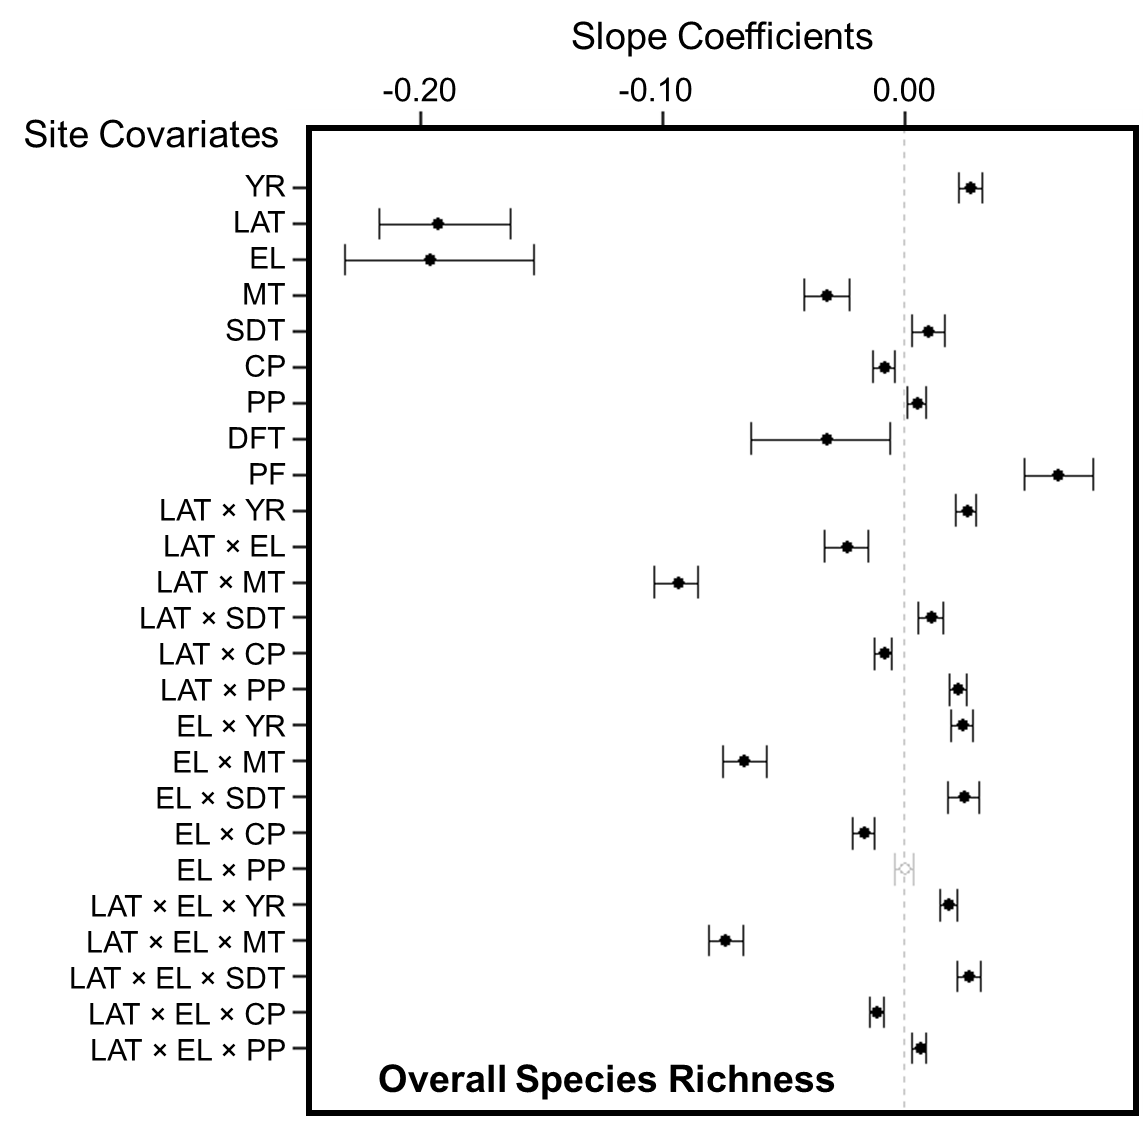 Slope Coefficients
-0.20 -0.10 0.00
Site Covariates
YR
LAT
EL
MT
SDT
CP
PP
DFT
PF
LAT × YR
LAT × EL
LAT × MT
LAT × SDT
LAT × CP
LAT × PP
EL × YR
EL × MT
EL × SDT
EL × CP
EL × PP
LAT × EL × YR
LAT × EL × MT
LAT × EL × SDT
LAT × EL × CP
LAT × EL × PP
Overall Species Richness